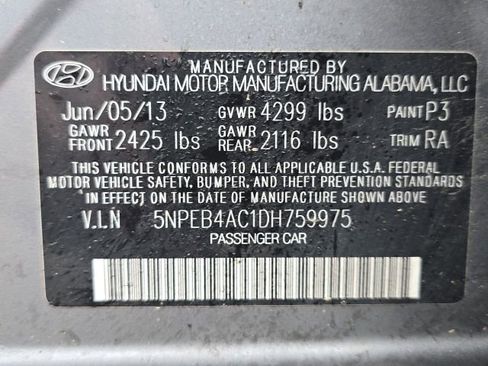 MANUFACTURED BY
HYUNDAI MOTOR MANUFACTURING ALABAMA, LLC
Jun/05/13 GVWR 4299 lbs PAINT P3
GAWR FRONT 2425 lbs GAWR REAR 2116 lbs TRIM RA
THIS VEHICLE CONFORMS TO ALL APPLICABLE U.S.A. FEDERAL
MOTOR VEHICLE SAFETY, BUMPER, AND THEFT PREVENTION STANDARDS
IN EFFECT ON THE DATE OF MANUFACTURE SHOWN ABOVE
V.I.N 5NPEB4AC1DH759975
PASSENGER CAR